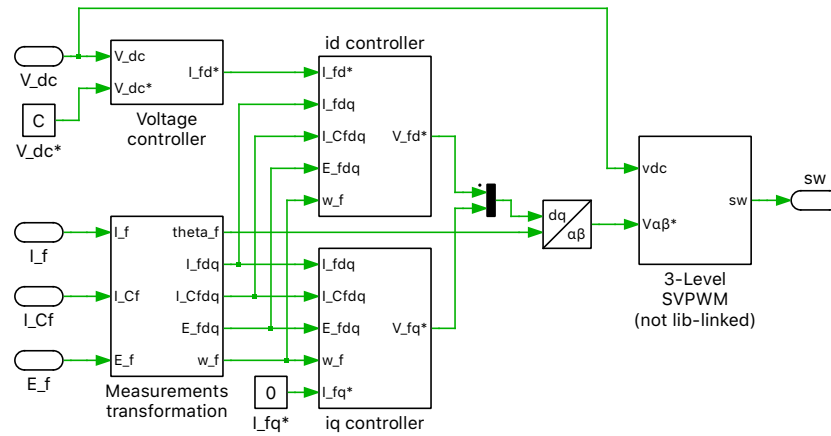 V_dc
C
V_dc*
V_dc
V_dc*
I_fd*
Voltage
controller
id controller
I_fd*
I_fdq
I_Cfdq
E_fdq
w_f
V_fd*
I_f
I_Cf
E_f
I_f
I_Cf
E_f
theta_f
I_fdq
I_Cfdq
E_fdq
w_f
Measurements
transformation
0
I_fq*
I_fdq
I_Cfdq
E_fdq
w_f
I_fq*
V_fq*
iq controller
dq
αβ
vdc
Vαβ*
sw
3-Level
SVPWM
(not lib-linked)
sw